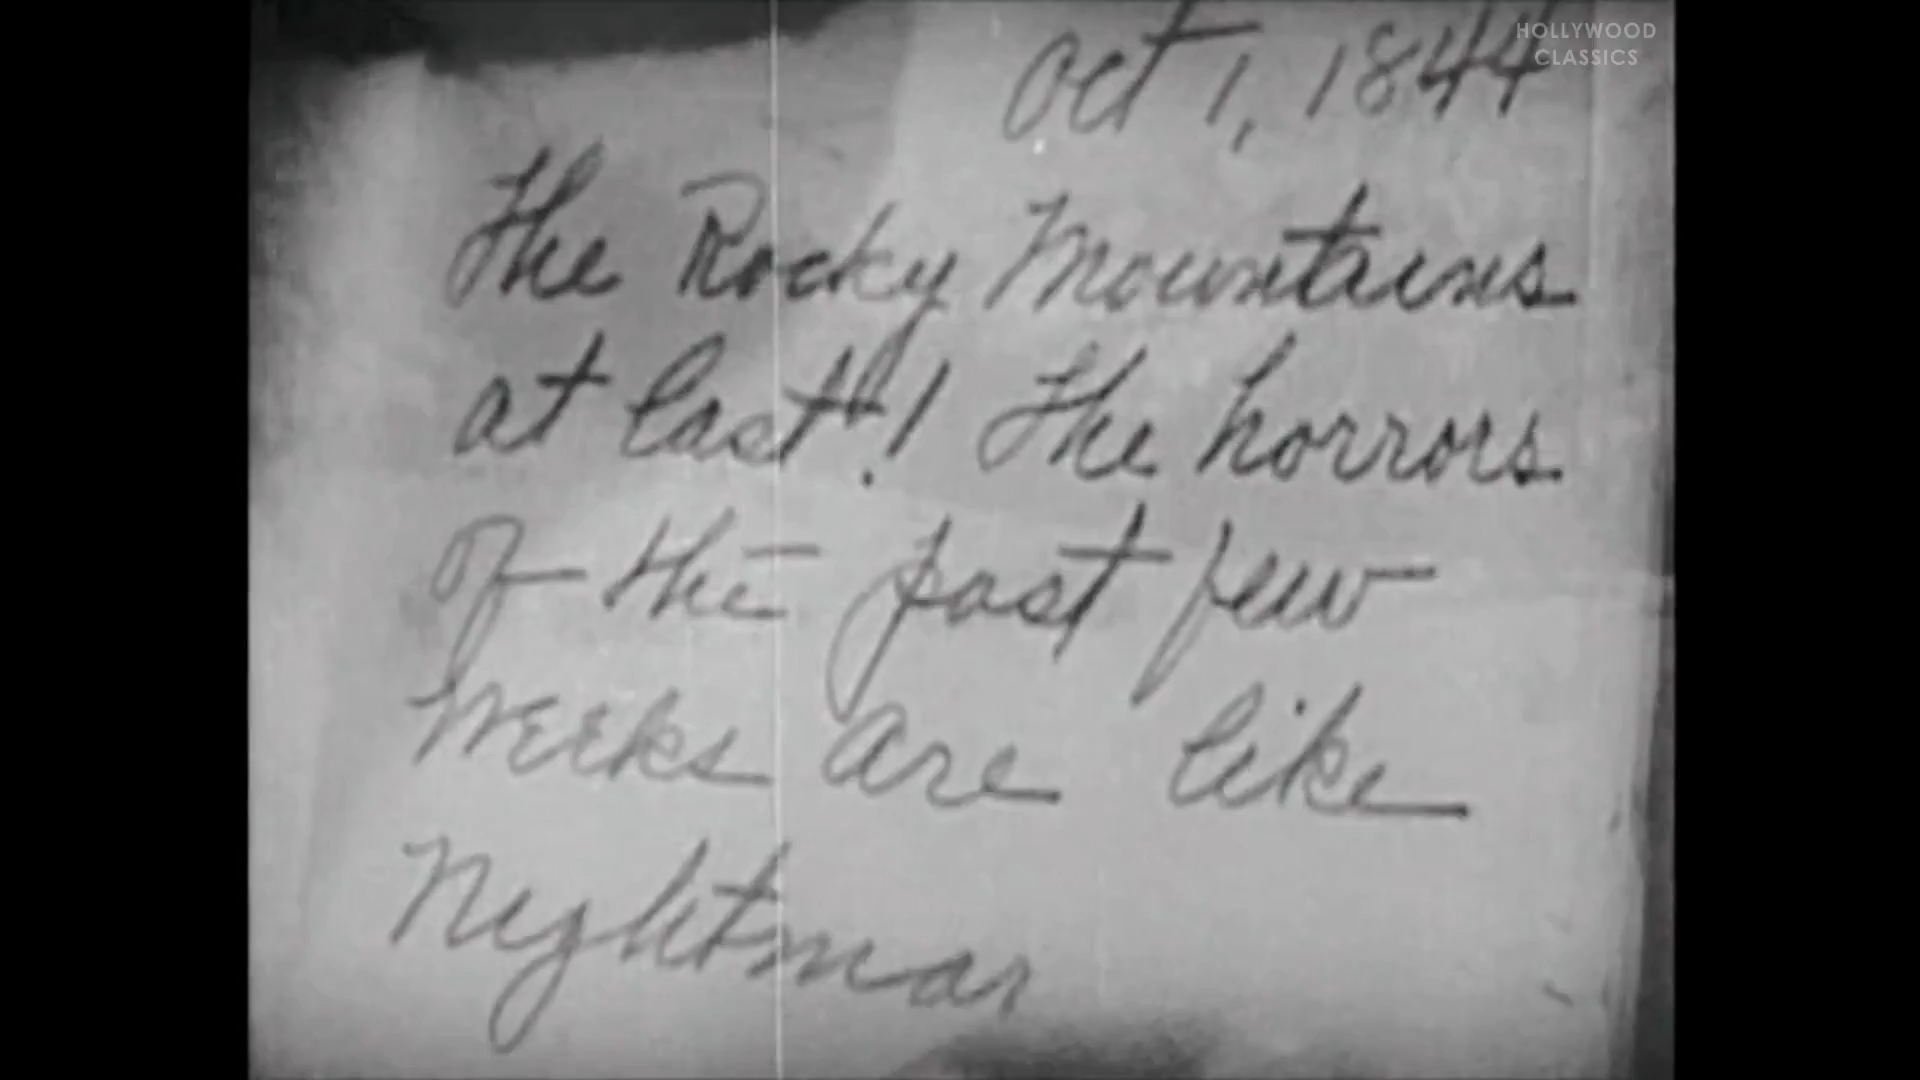 HOLLYWOOD
CLASSICS
Oct 1, 1844
The Rocky Mountains
at last! The horrors
of the past few
weeks are like
Nightmar